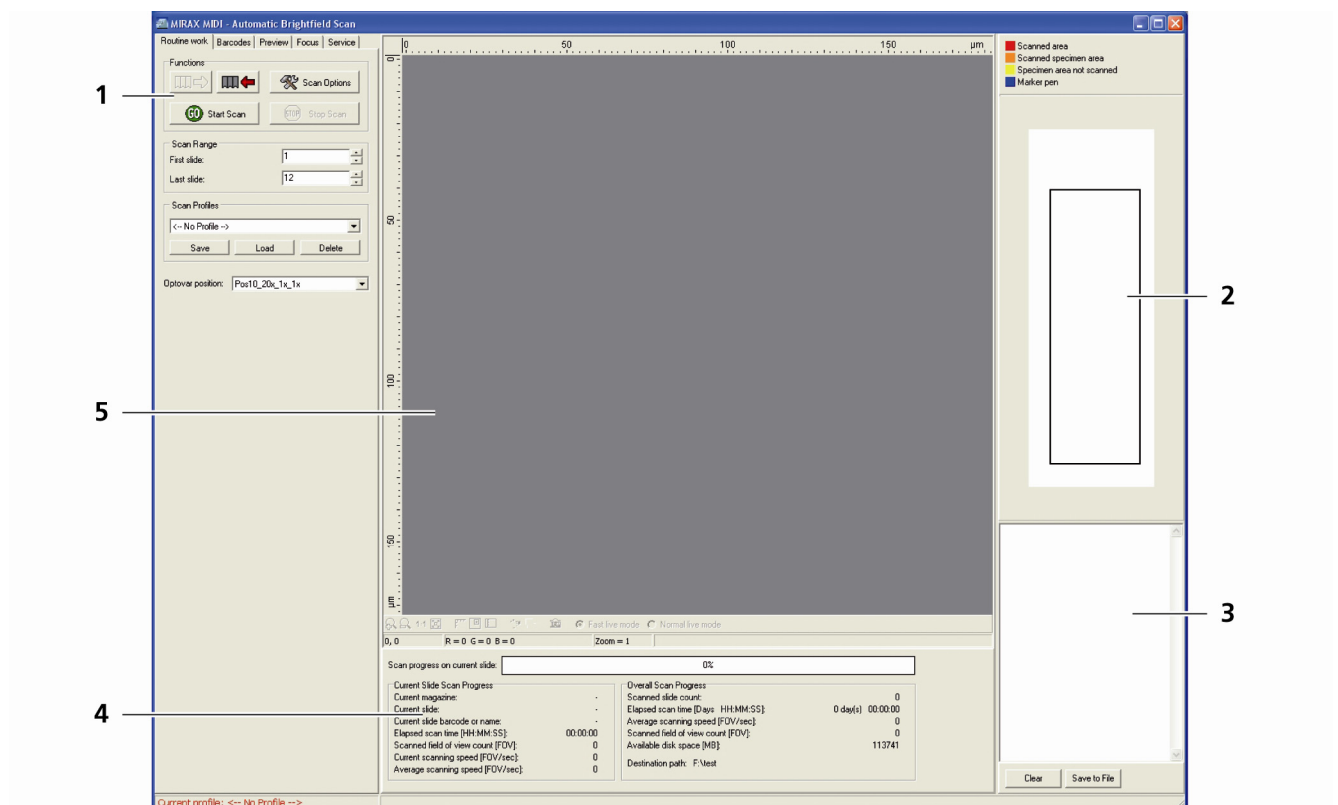 MIRAX MIDI - Automatic Brightfield Scan
Routine work Barcodes Preview Focus Service
Functions
Scan Options
GO Start Scan STOP Stop Scan
Scan Range
First slide: 1
Last slide: 12
Scan Profiles
<-- No Profile -->
Save Load Delete
Optovar position: Pos10_20x_1x_1x
0 50 100 150 µm
0
50
100
150
µm
1:1 Fast live mode Normal live mode
0, 0 R = 0 G = 0 B = 0 Zoom = 1
Scan progress on current slide: 0%
Current Slide Scan Progress
Current magazine: -
Current slide: -
Current slide barcode or name: -
Elapsed scan time [HH:MM:SS]: 00:00:00
Scanned field of view count [FOV]: 0
Current scanning speed [FOV/sec]: 0
Average scanning speed [FOV/sec]: 0
Overall Scan Progress
Scanned slide count: 0
Elapsed scan time [Days HH:MM:SS]: 0 day(s) 00:00:00
Average scanning speed [FOV/sec]: 0
Scanned field of view count [FOV]: 0
Available disk space [MB]: 113741
Destination path: F:\test
Scanned area
Scanned specimen area
Specimen area not scanned
Marker pen
Clear Save to File
Current profile: <-- No Profile -->
1
2
3
4
5